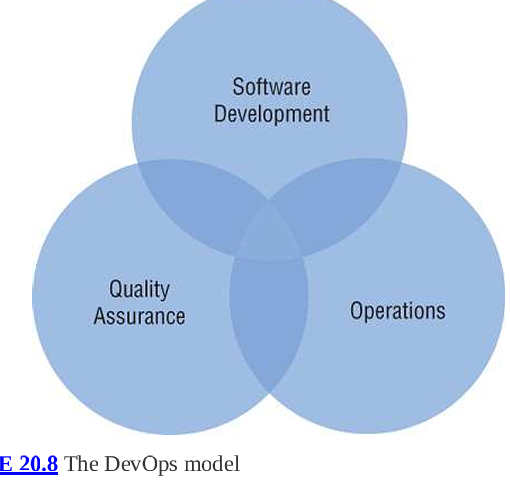 Software
Development
Quality
Assurance
Operations
E 20.8 The DevOps model